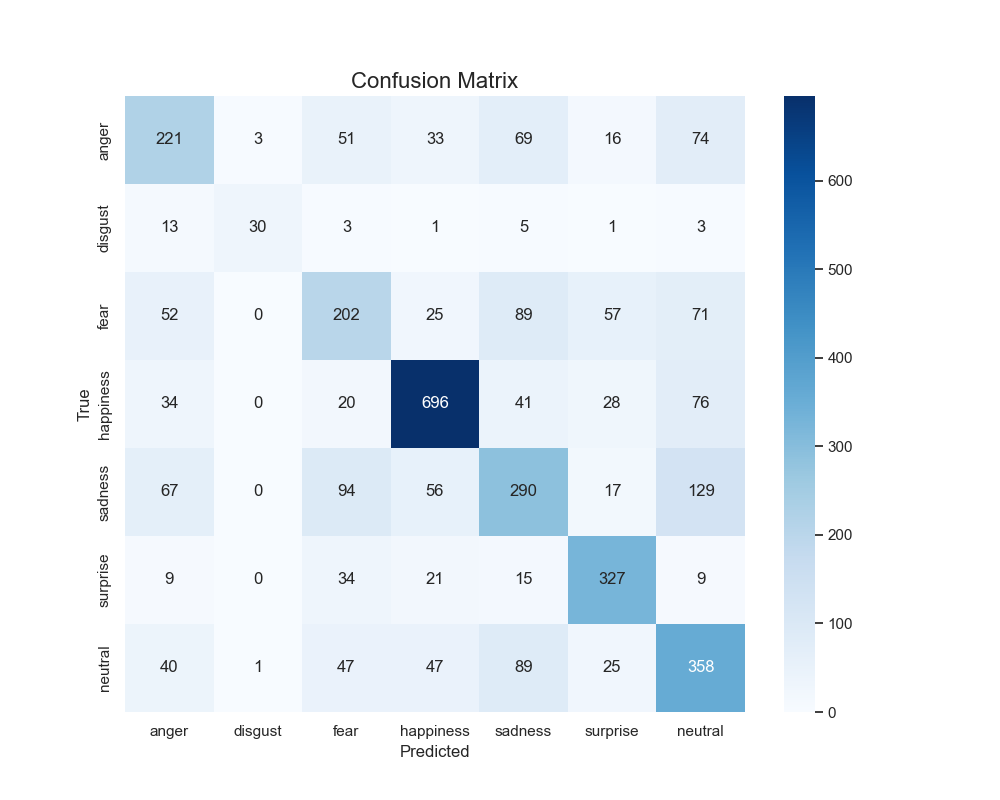 Confusion Matrix
anger 221 3 51 33 69 16 74
disgust 13 30 3 1 5 1 3
fear 52 0 202 25 89 57 71
happiness 34 0 20 696 41 28 76
sadness 67 0 94 56 290 17 129
surprise 9 0 34 21 15 327 9
neutral 40 1 47 47 89 25 358
True
anger disgust fear happiness sadness surprise neutral
Predicted
600
500
400
300
200
100
0